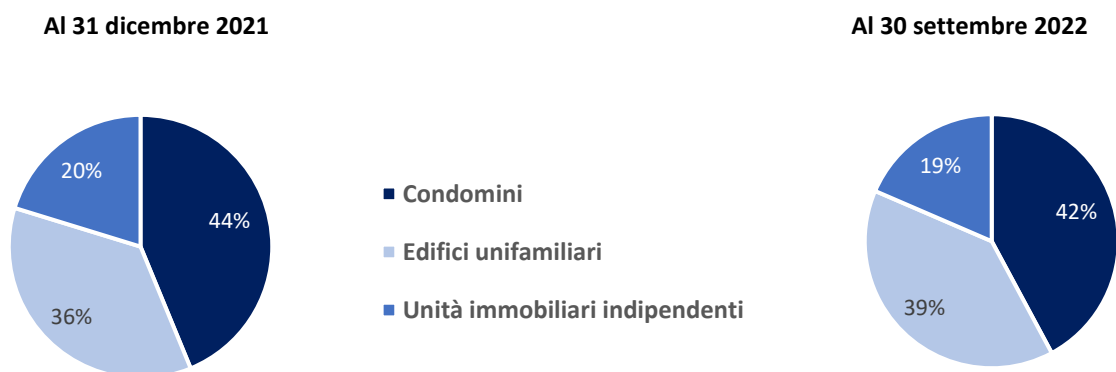 Al 31 dicembre 2021
Al 30 settembre 2022
20%
44%
36%
Condomini
Edifici unifamiliari
Unità immobiliari indipendenti
19%
42%
39%